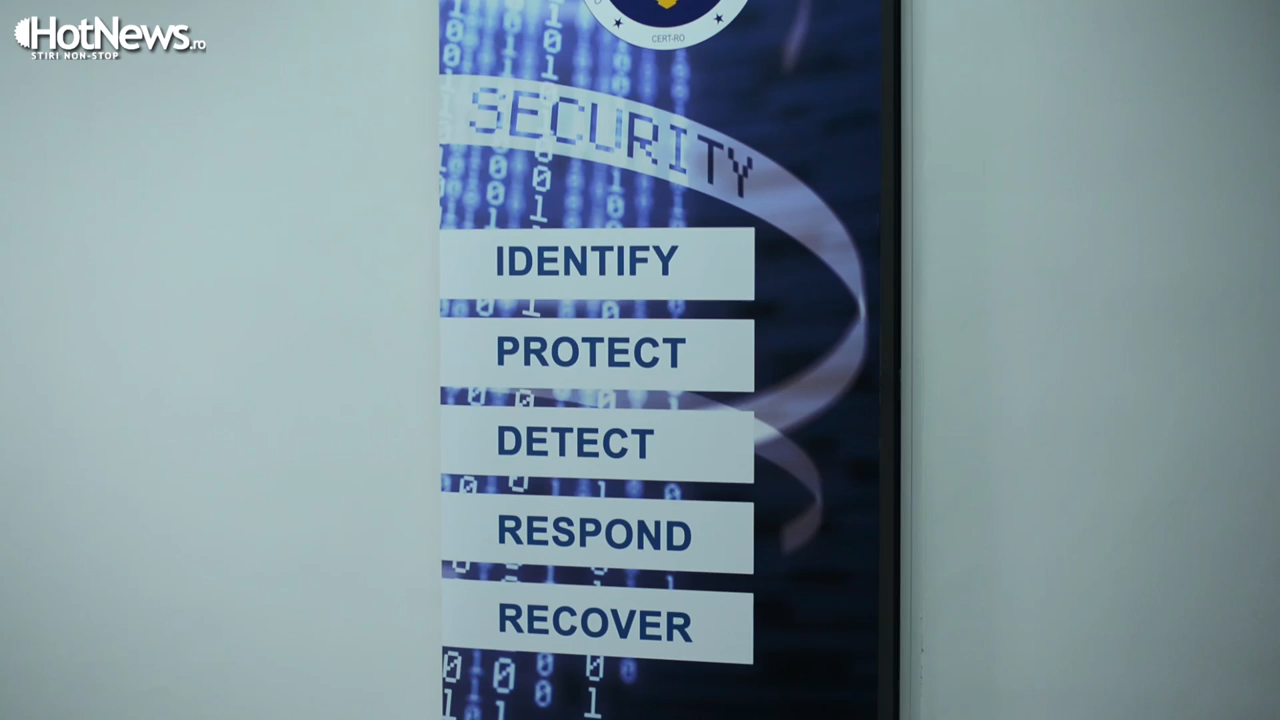 HotNews.ro
STIRI NON-STOP
CERT-RO
SECURITY
IDENTIFY
PROTECT
DETECT
RESPOND
RECOVER